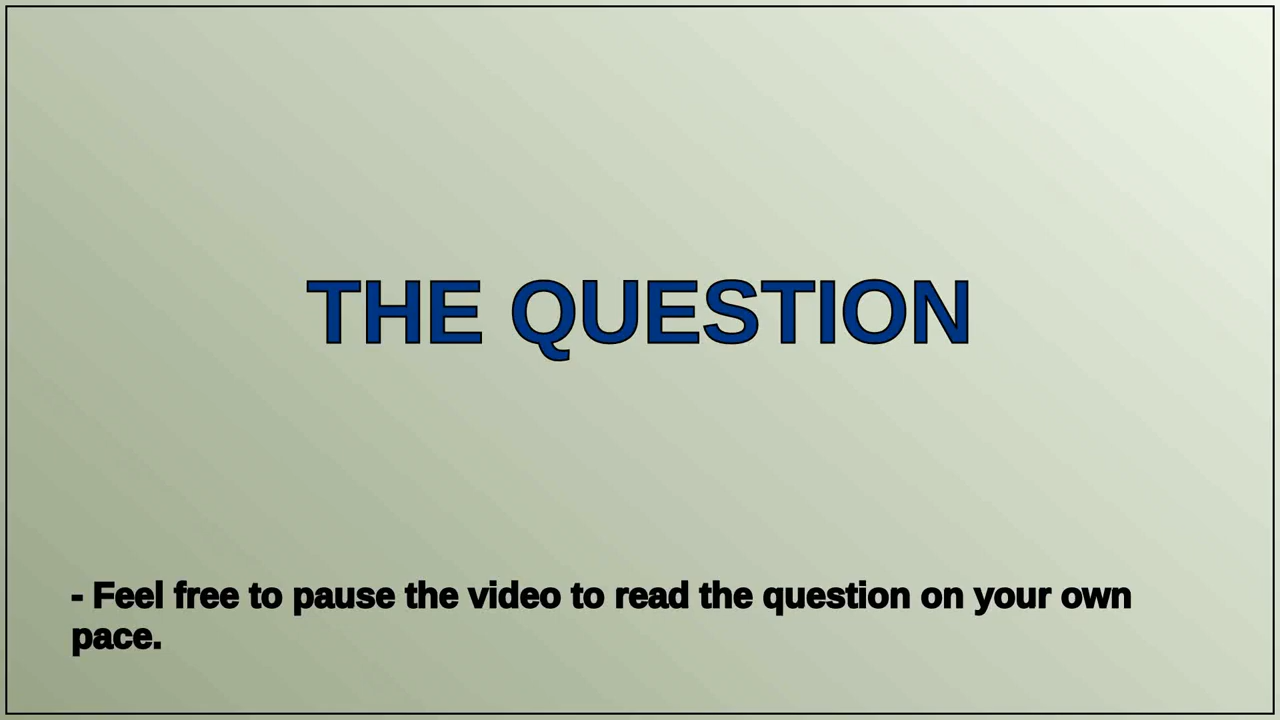 THE QUESTION
- Feel free to pause the video to read the question on your own
pace.